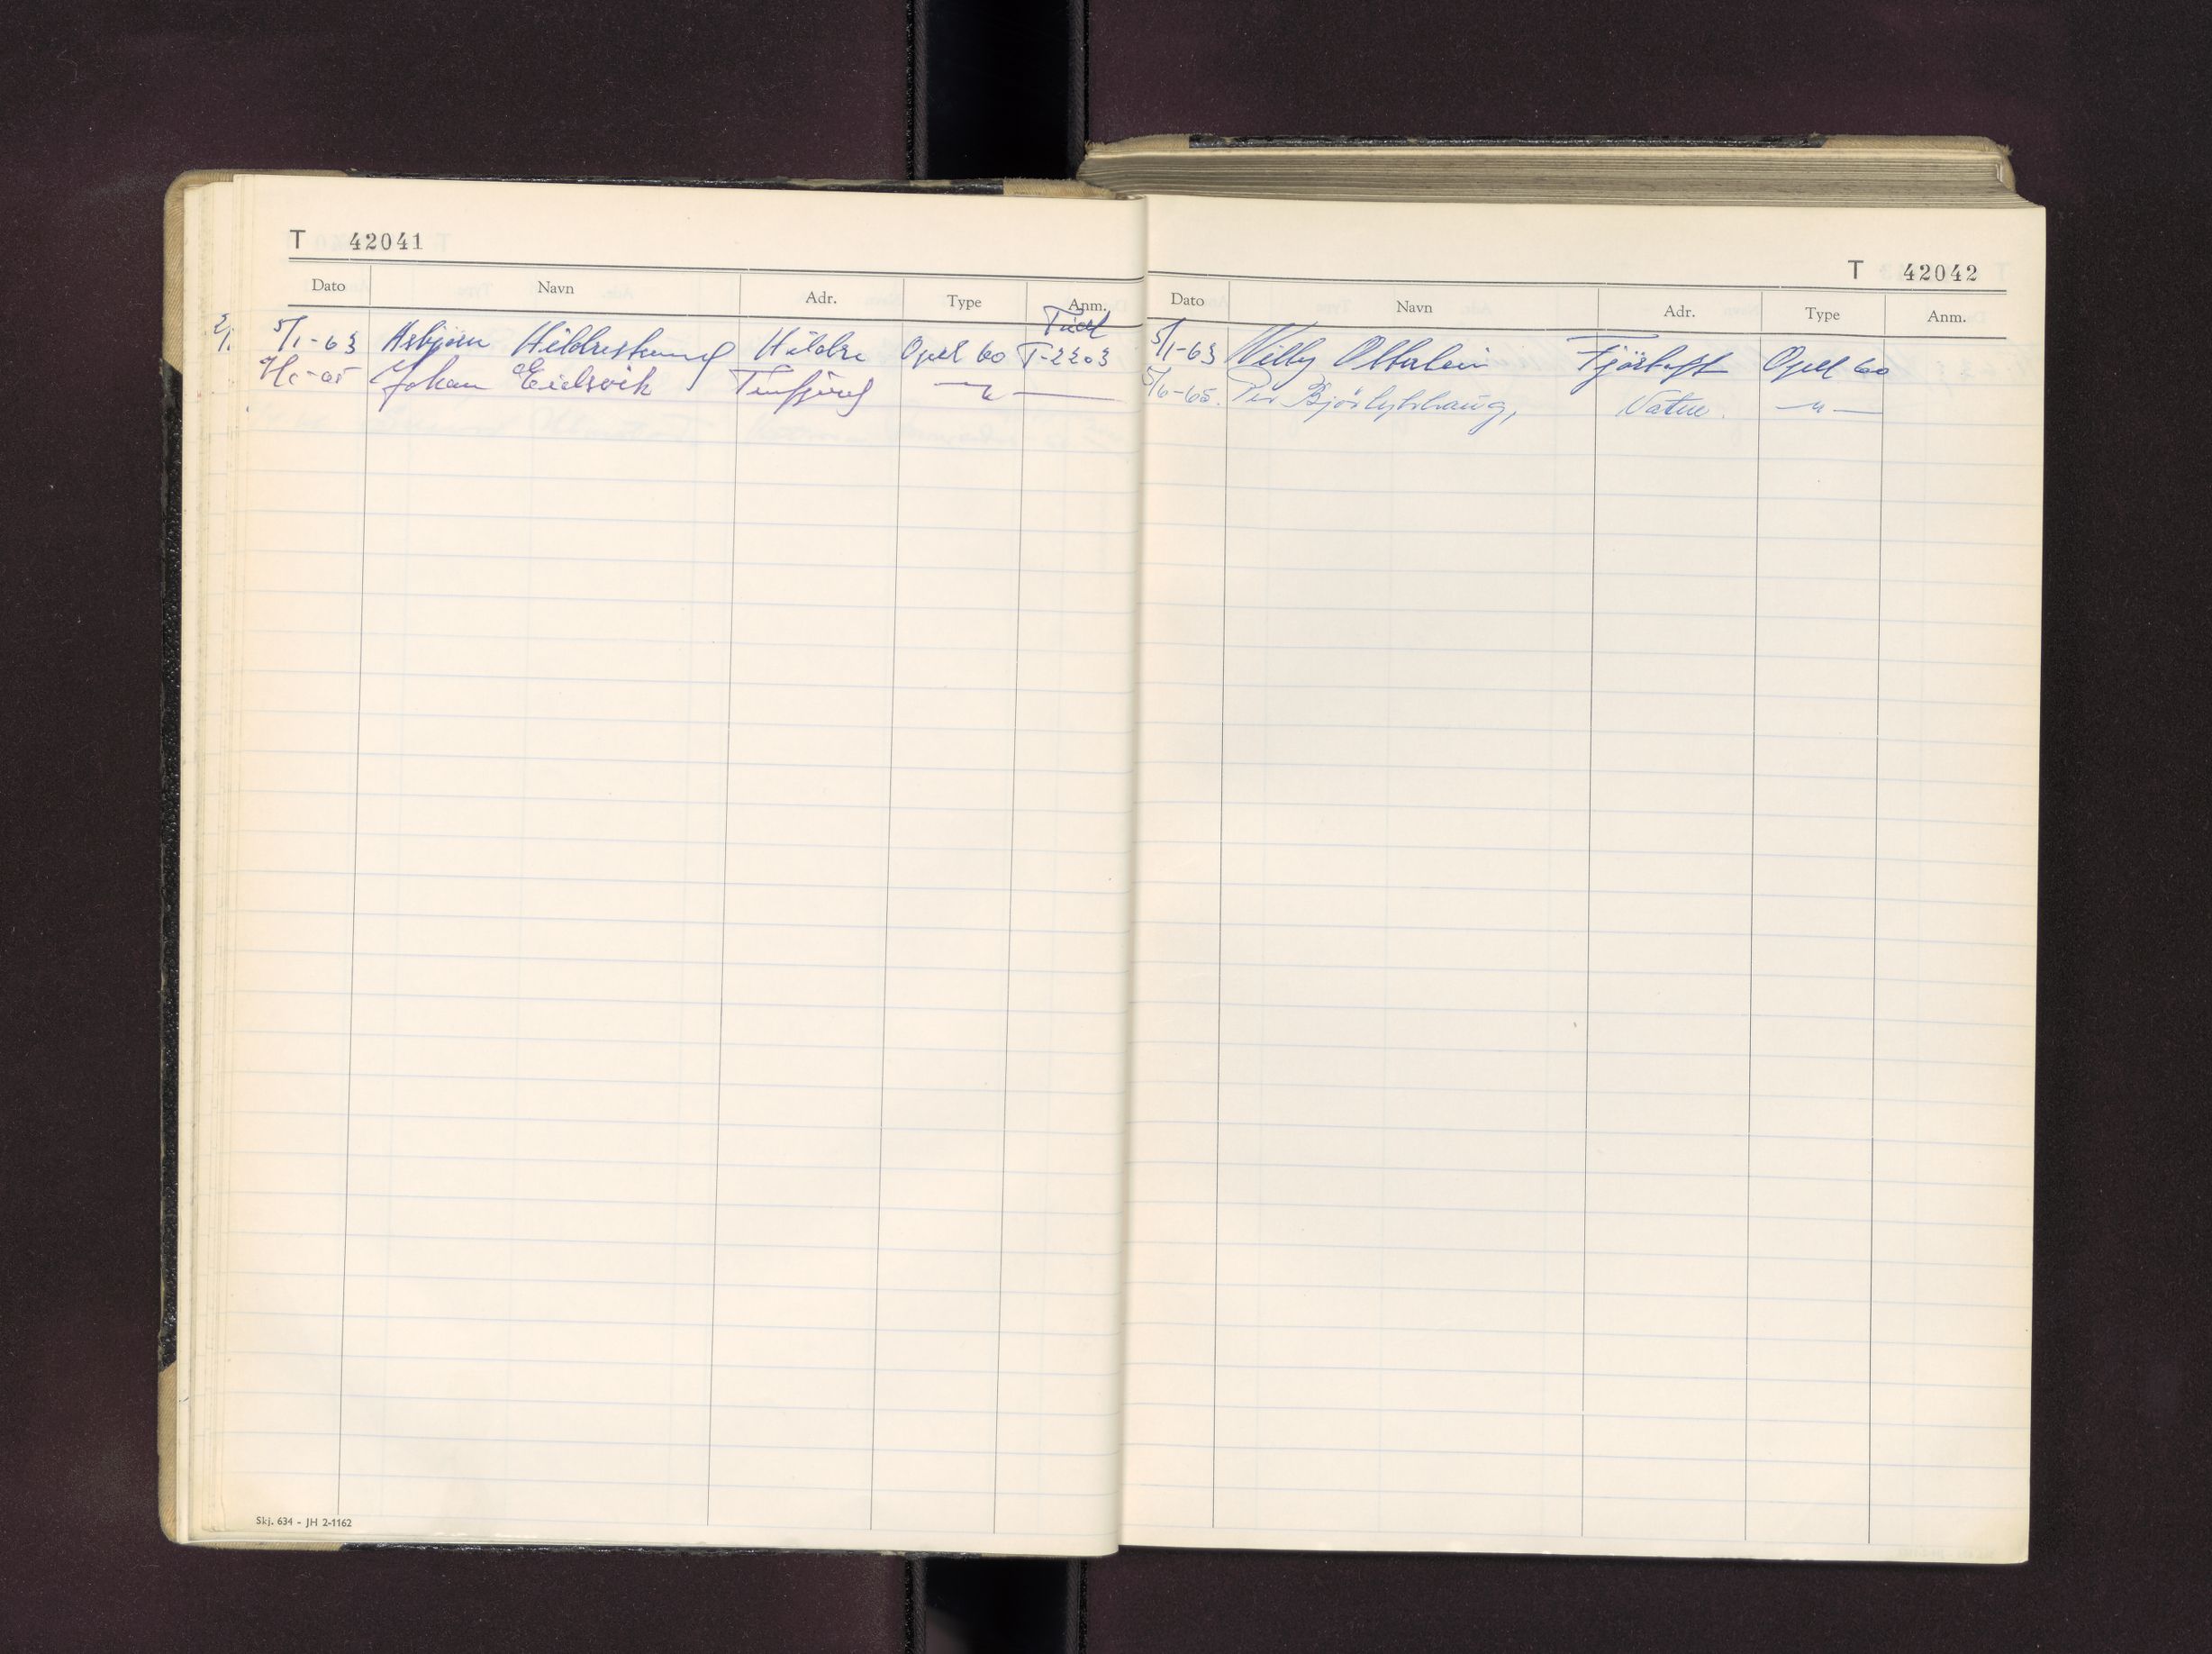 T 42041
Dato Navn Adr. Type Anm.
5/1-63 Asbjørn Hildrestrand Hildre Opel 60 T-2203
Johan Eidsvik Tennfjord —"—
Skj. 634 - JH 2-1162
T 42042
Dato Navn Adr. Type Anm.
5/1-63 Willy Otterlei Fjörtoft Opel 60
5/6-65. Per Björlykhaug, Vatne. —"—